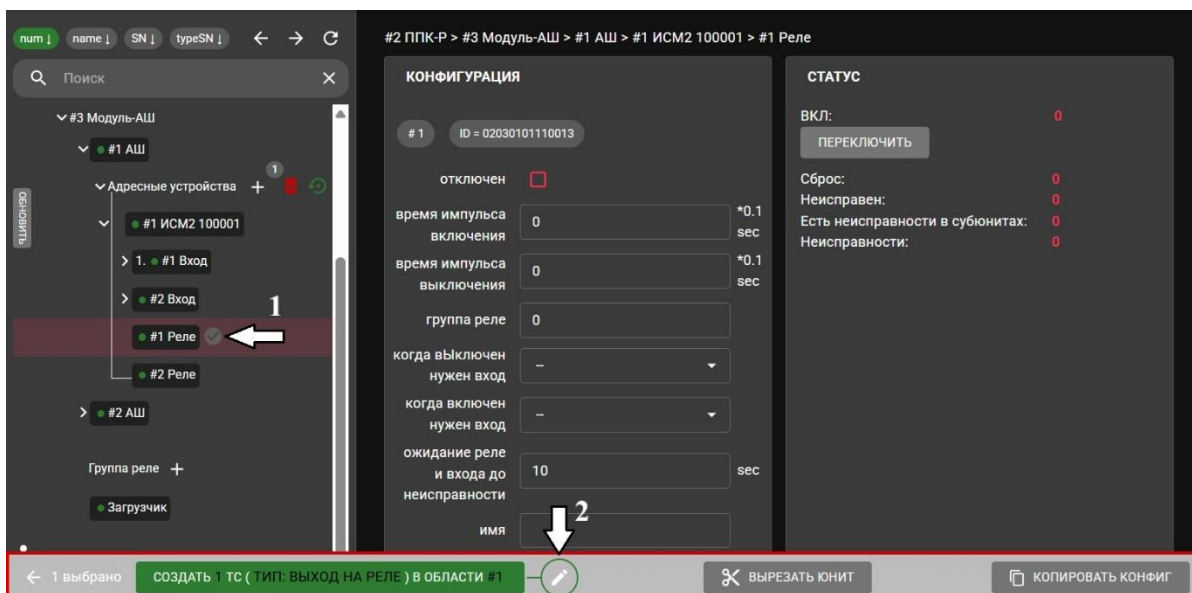 num ↓ name ↓ SN ↓ typeSN ↓
Поиск
ОБНОВИТЬ
#3 Модуль-АШ
#1 АШ
Адресные устройства + 1
#1 ИСМ2 100001
1. #1 Вход
#2 Вход
1
#1 Реле
#2 Реле
#2 АШ
Группа реле +
Загрузчик
#2 ППК-Р > #3 Модуль-АШ > #1 АШ > #1 ИСМ2 100001 > #1 Реле
КОНФИГУРАЦИЯ
# 1 ID = 02030101110013
отключен
время импульса
включения
0 *0.1
sec
время импульса
выключения
0 *0.1
sec
группа реле 0
когда вЫключен
нужен вход
–
когда включен
нужен вход
–
ожидание реле
и входа до
неисправности
10 sec
имя
2
СТАТУС
ВКЛ: 0
ПЕРЕКЛЮЧИТЬ
Сброс: 0
Неисправен: 0
Есть неисправности в субюнитах: 0
Неисправности: 0
← 1 выбрано СОЗДАТЬ 1 ТС ( ТИП: ВЫХОД НА РЕЛЕ ) В ОБЛАСТИ #1 ВЫРЕЗАТЬ ЮНИТ КОПИРОВАТЬ КОНФИГ